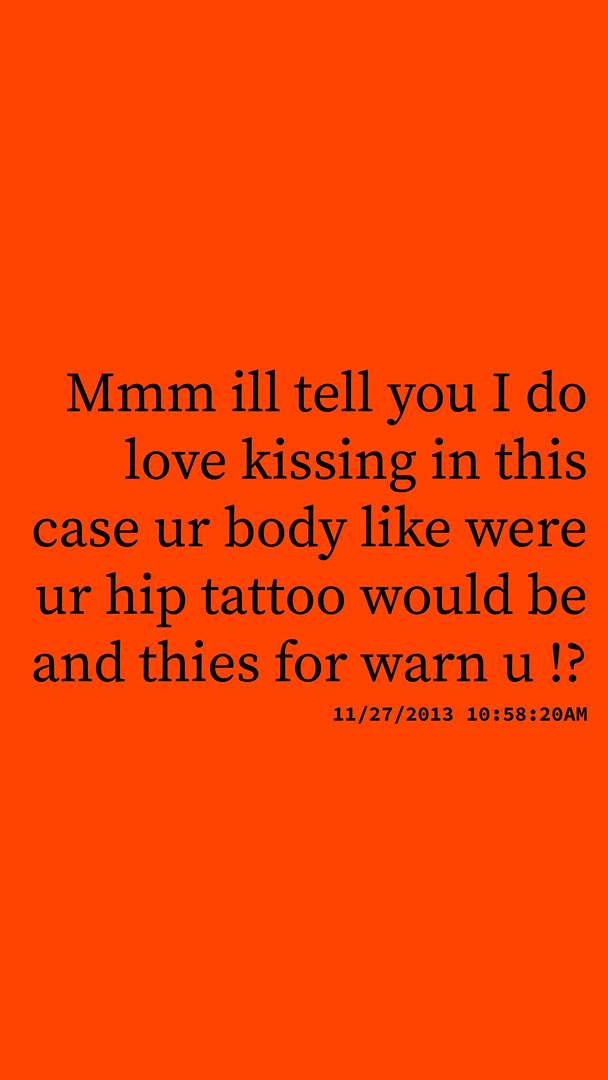 Mmm ill tell you I do
love kissing in this
case ur body like were
ur hip tattoo would be
and thies for warn u !?
11/27/2013 10:58:20AM